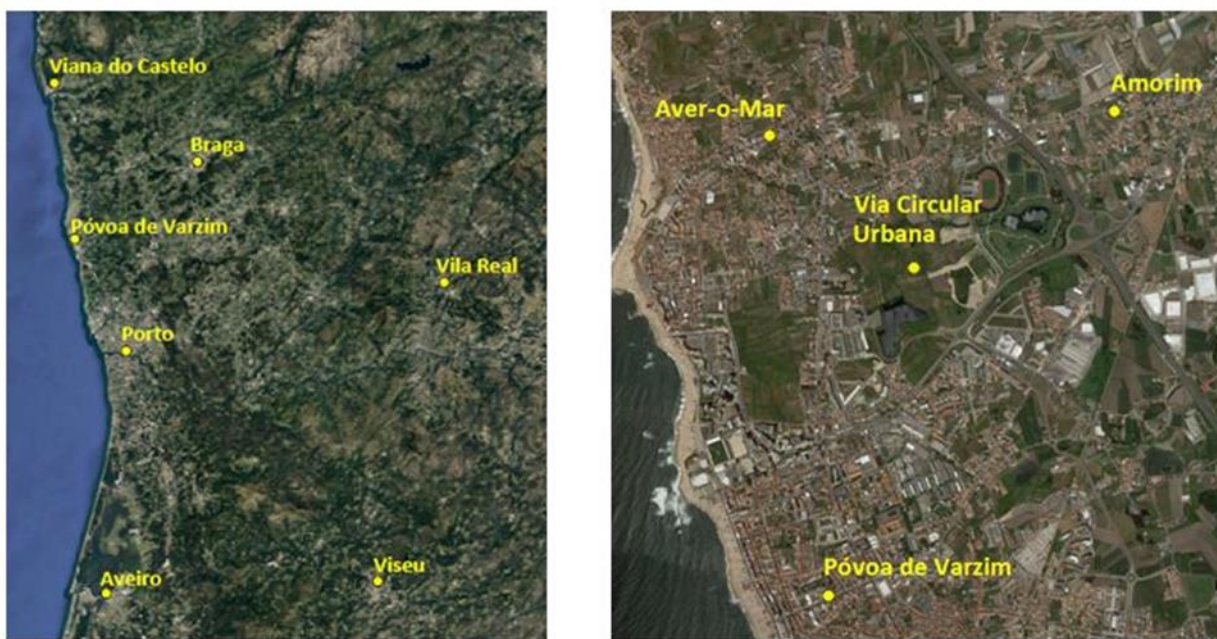 Viana do Castelo
Braga
Póvoa de Varzim
Vila Real
Porto
Aveiro
Viseu
Amorim
Aver-o-Mar
Via Circular
Urbana
Póvoa de Varzim